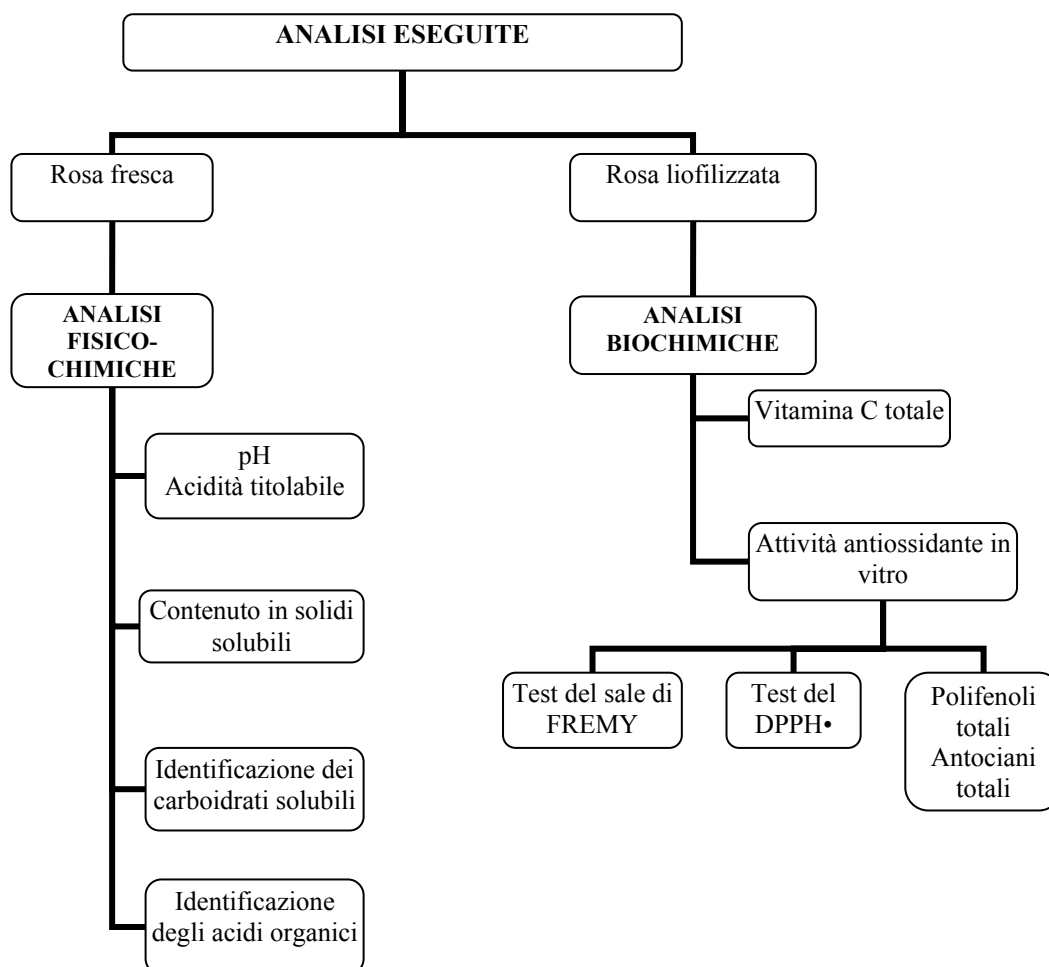 ANALISI ESEGUITE
Rosa fresca
Rosa liofilizzata
ANALISI
FISICO-
CHIMICHE
ANALISI
BIOCHIMICHE
Vitamina C totale
pH
Acidità titolabile
Attività antiossidante in
vitro
Contenuto in solidi
solubili
Test del sale di
FREMY
Test del
DPPH•
Polifenoli
totali
Antociani
totali
Identificazione dei
carboidrati solubili
Identificazione
degli acidi organici